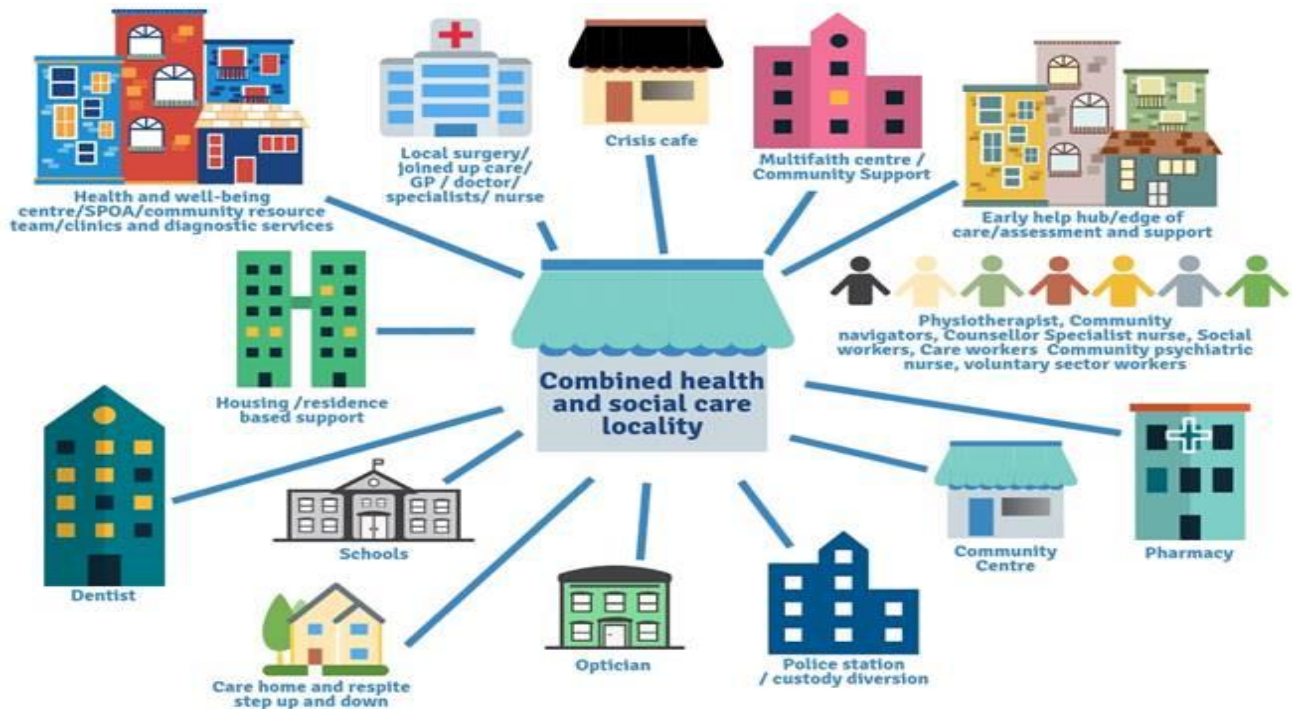 Health and well-being
centre/SPOA/community resource
team/clinics and diagnostic services
Local surgery/
joined up care/
GP / doctor/
specialists/ nurse
Crisis cafe
Multifaith centre /
Community Support
Early help hub/edge of
care/assessment and support
Physiotherapist, Community
navigators, Counsellor Specialist nurse, Social
workers, Care workers Community psychiatric
nurse, voluntary sector workers
Housing /residence
based support
Combined health
and social care
locality
Dentist
Schools
Care home and respite
step up and down
Optician
Police station
/ custody diversion
Community
Centre
Pharmacy